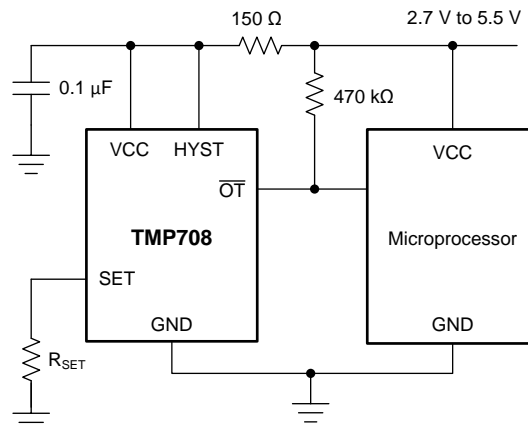 150 Ω
2.7 V to 5.5 V
0.1 µF
470 kΩ
VCC
HYST
VCC
OT
TMP708
Microprocessor
SET
GND
GND
RSET